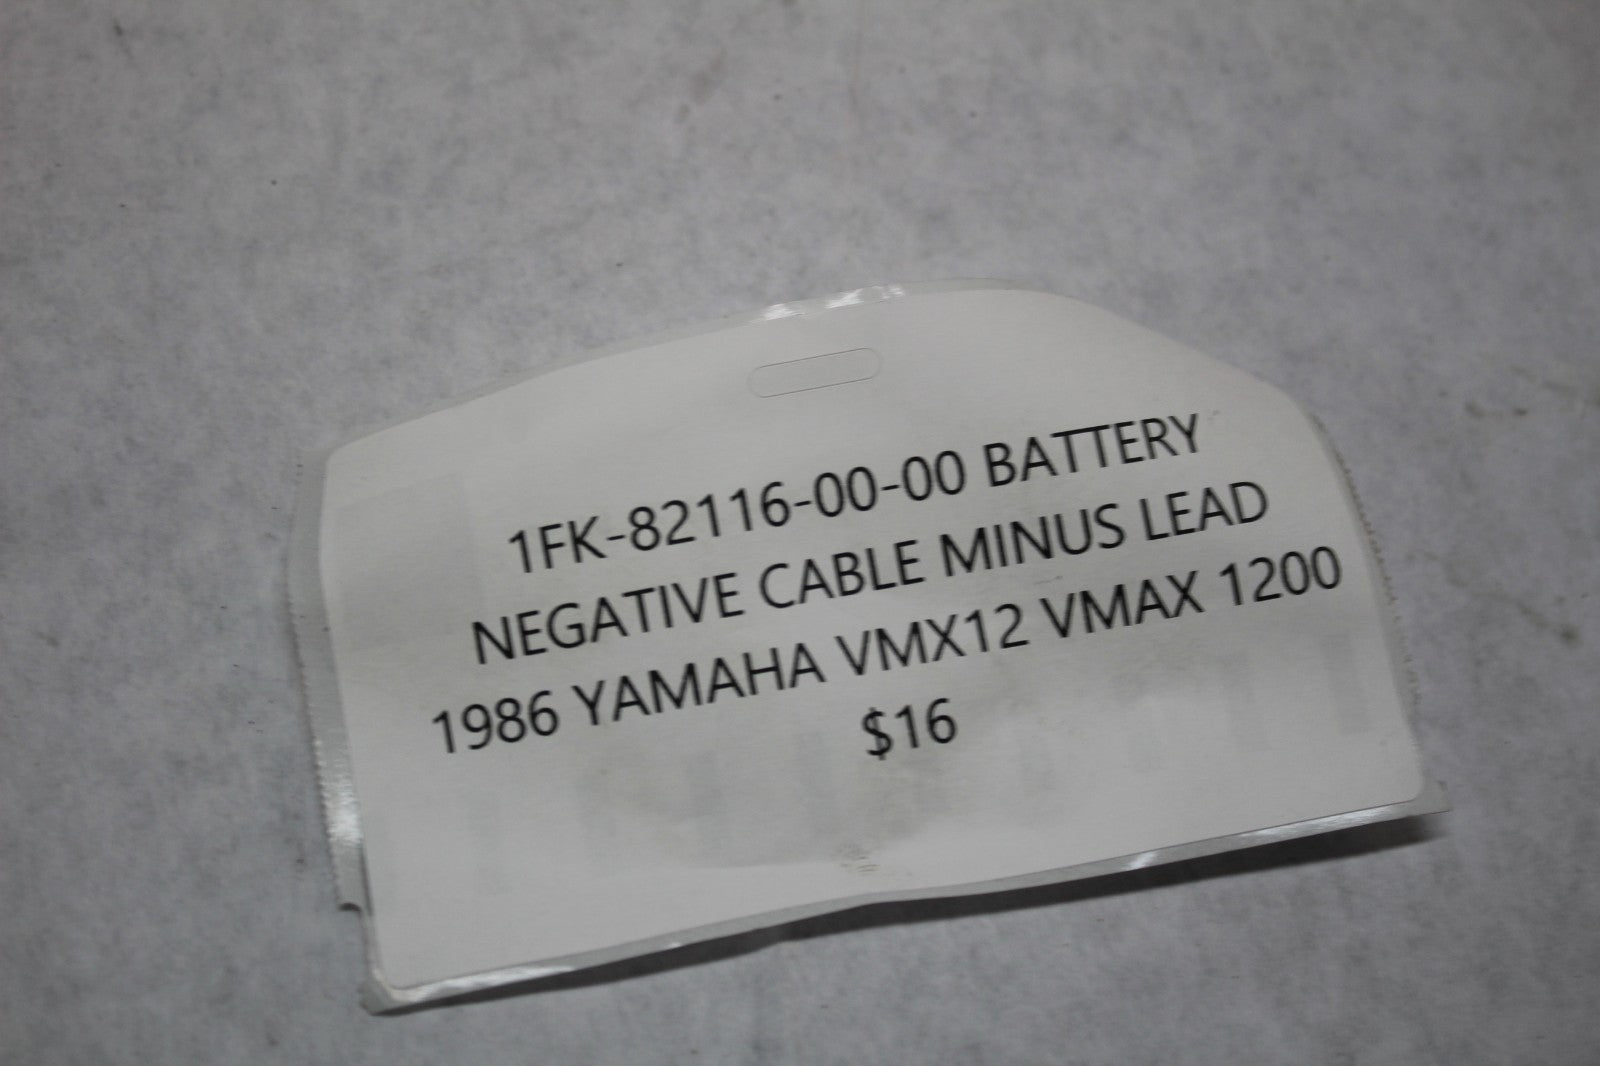 1FK-82116-00-00 BATTERY
NEGATIVE CABLE MINUS LEAD
1986 YAMAHA VMX12 VMAX 1200
$16